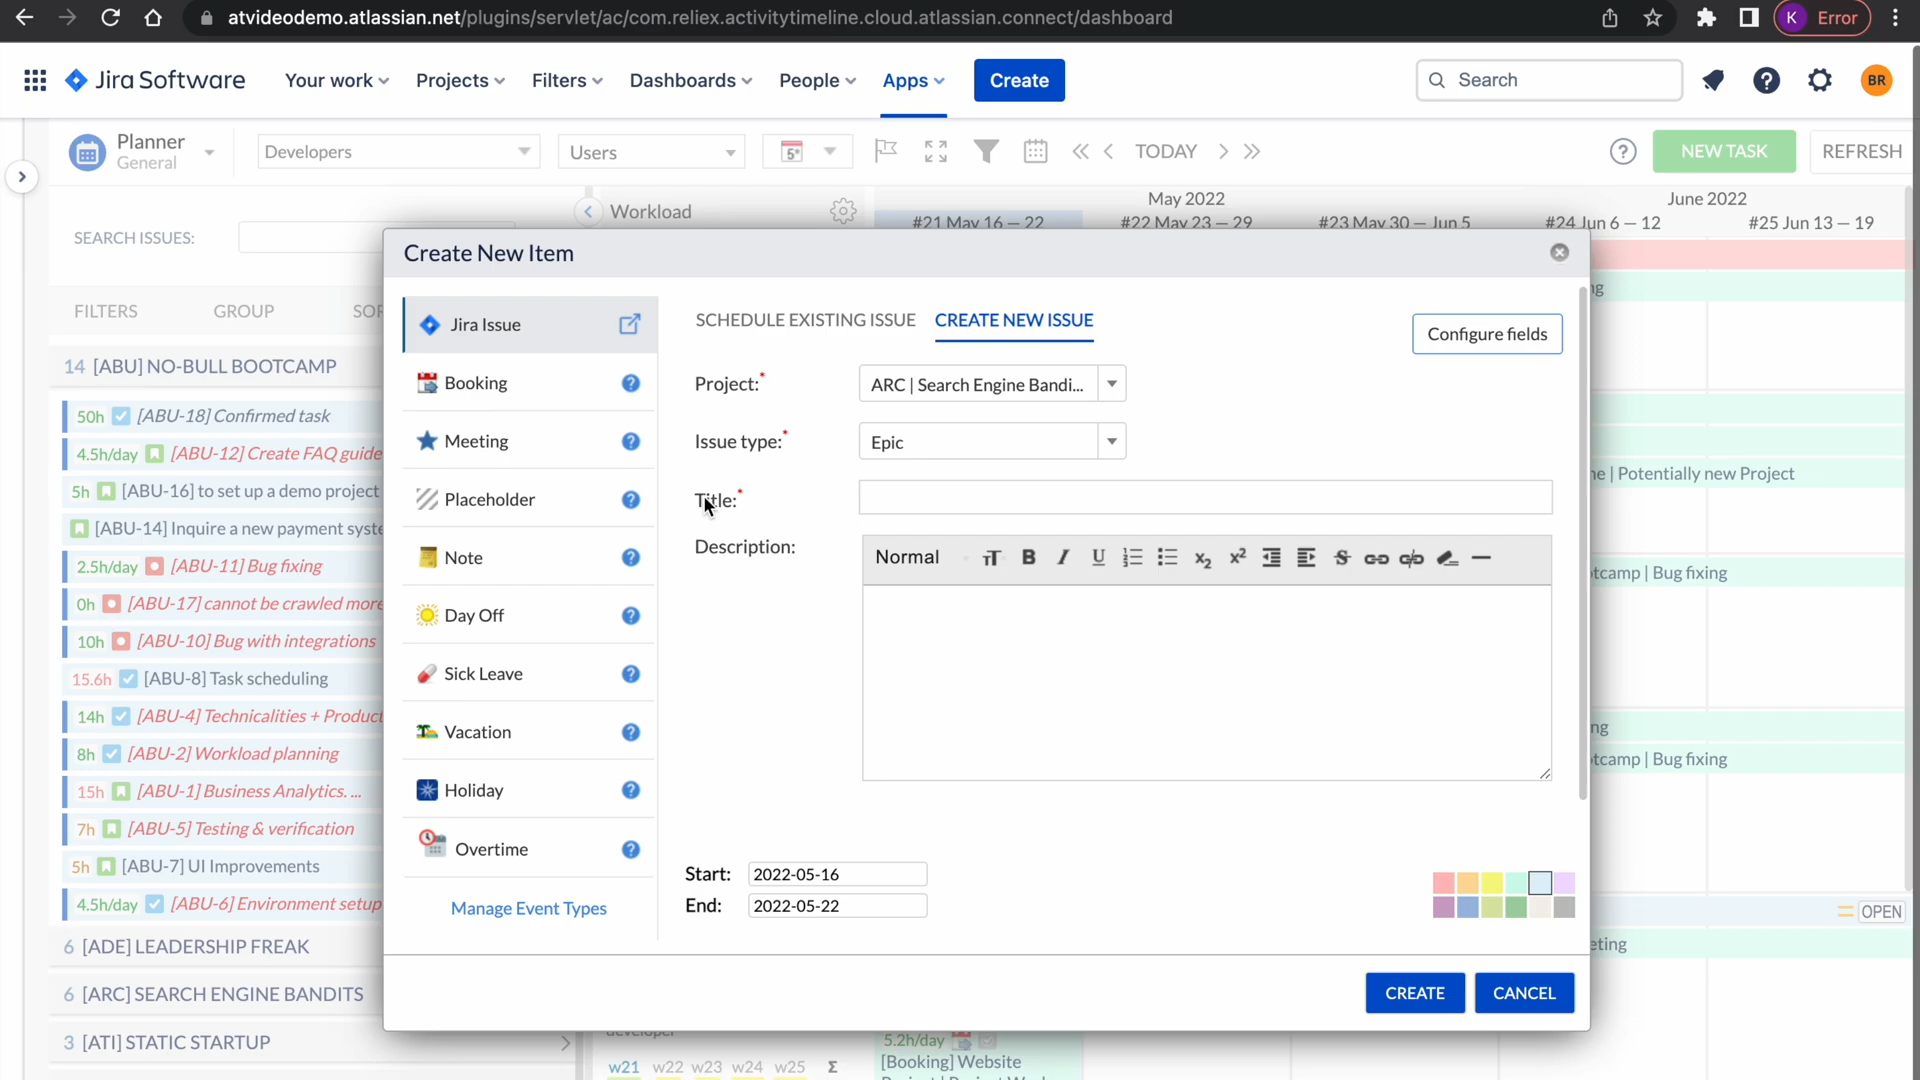 atvideodemo.atlassian.net/plugins/servlet/ac/com.reliex.activitytimeline.cloud.atlassian.connect/dashboard
K Error
Jira Software Your work Projects Filters Dashboards People Apps Create Search BR
Planner
General
Developers
Users
5
TODAY
NEW TASK
REFRESH
Workload
May 2022
June 2022
#21 May 16 — 22
#22 May 23 — 29
#23 May 30 — Jun 5
#24 Jun 6 — 12
#25 Jun 13 — 19
SEARCH ISSUES:
FILTERS GROUP
14 [ABU] NO-BULL BOOTCAMP
50h [ABU-18] Confirmed task
4.5h/day [ABU-12] Create FAQ guide
5h [ABU-16] to set up a demo project
[ABU-14] Inquire a new payment syste
2.5h/day [ABU-11] Bug fixing
0h [ABU-17] cannot be crawled more
10h [ABU-10] Bug with integrations
15.6h [ABU-8] Task scheduling
14h [ABU-4] Technicalities + Product
8h [ABU-2] Workload planning
15h [ABU-1] Business Analytics. ...
7h [ABU-5] Testing & verification
5h [ABU-7] UI Improvements
4.5h/day [ABU-6] Environment setup
6 [ADE] LEADERSHIP FREAK
6 [ARC] SEARCH ENGINE BANDITS
3 [ATI] STATIC STARTUP
Create New Item
Jira Issue
Booking ?
Meeting ?
Placeholder ?
Note ?
Day Off ?
Sick Leave ?
Vacation ?
Holiday ?
Overtime ?
Manage Event Types
SCHEDULE EXISTING ISSUE CREATE NEW ISSUE
Configure fields
Project:* ARC | Search Engine Bandi...
Issue type:* Epic
Title:*
Description:
Normal
Start: 2022-05-16
End: 2022-05-22
CREATE CANCEL
ng
ne | Potentially new Project
tcamp | Bug fixing
ng
tcamp | Bug fixing
OPEN
eting
developer
w21 w22 w23 w24 w25 Σ
5.2h/day
[Booking] Website